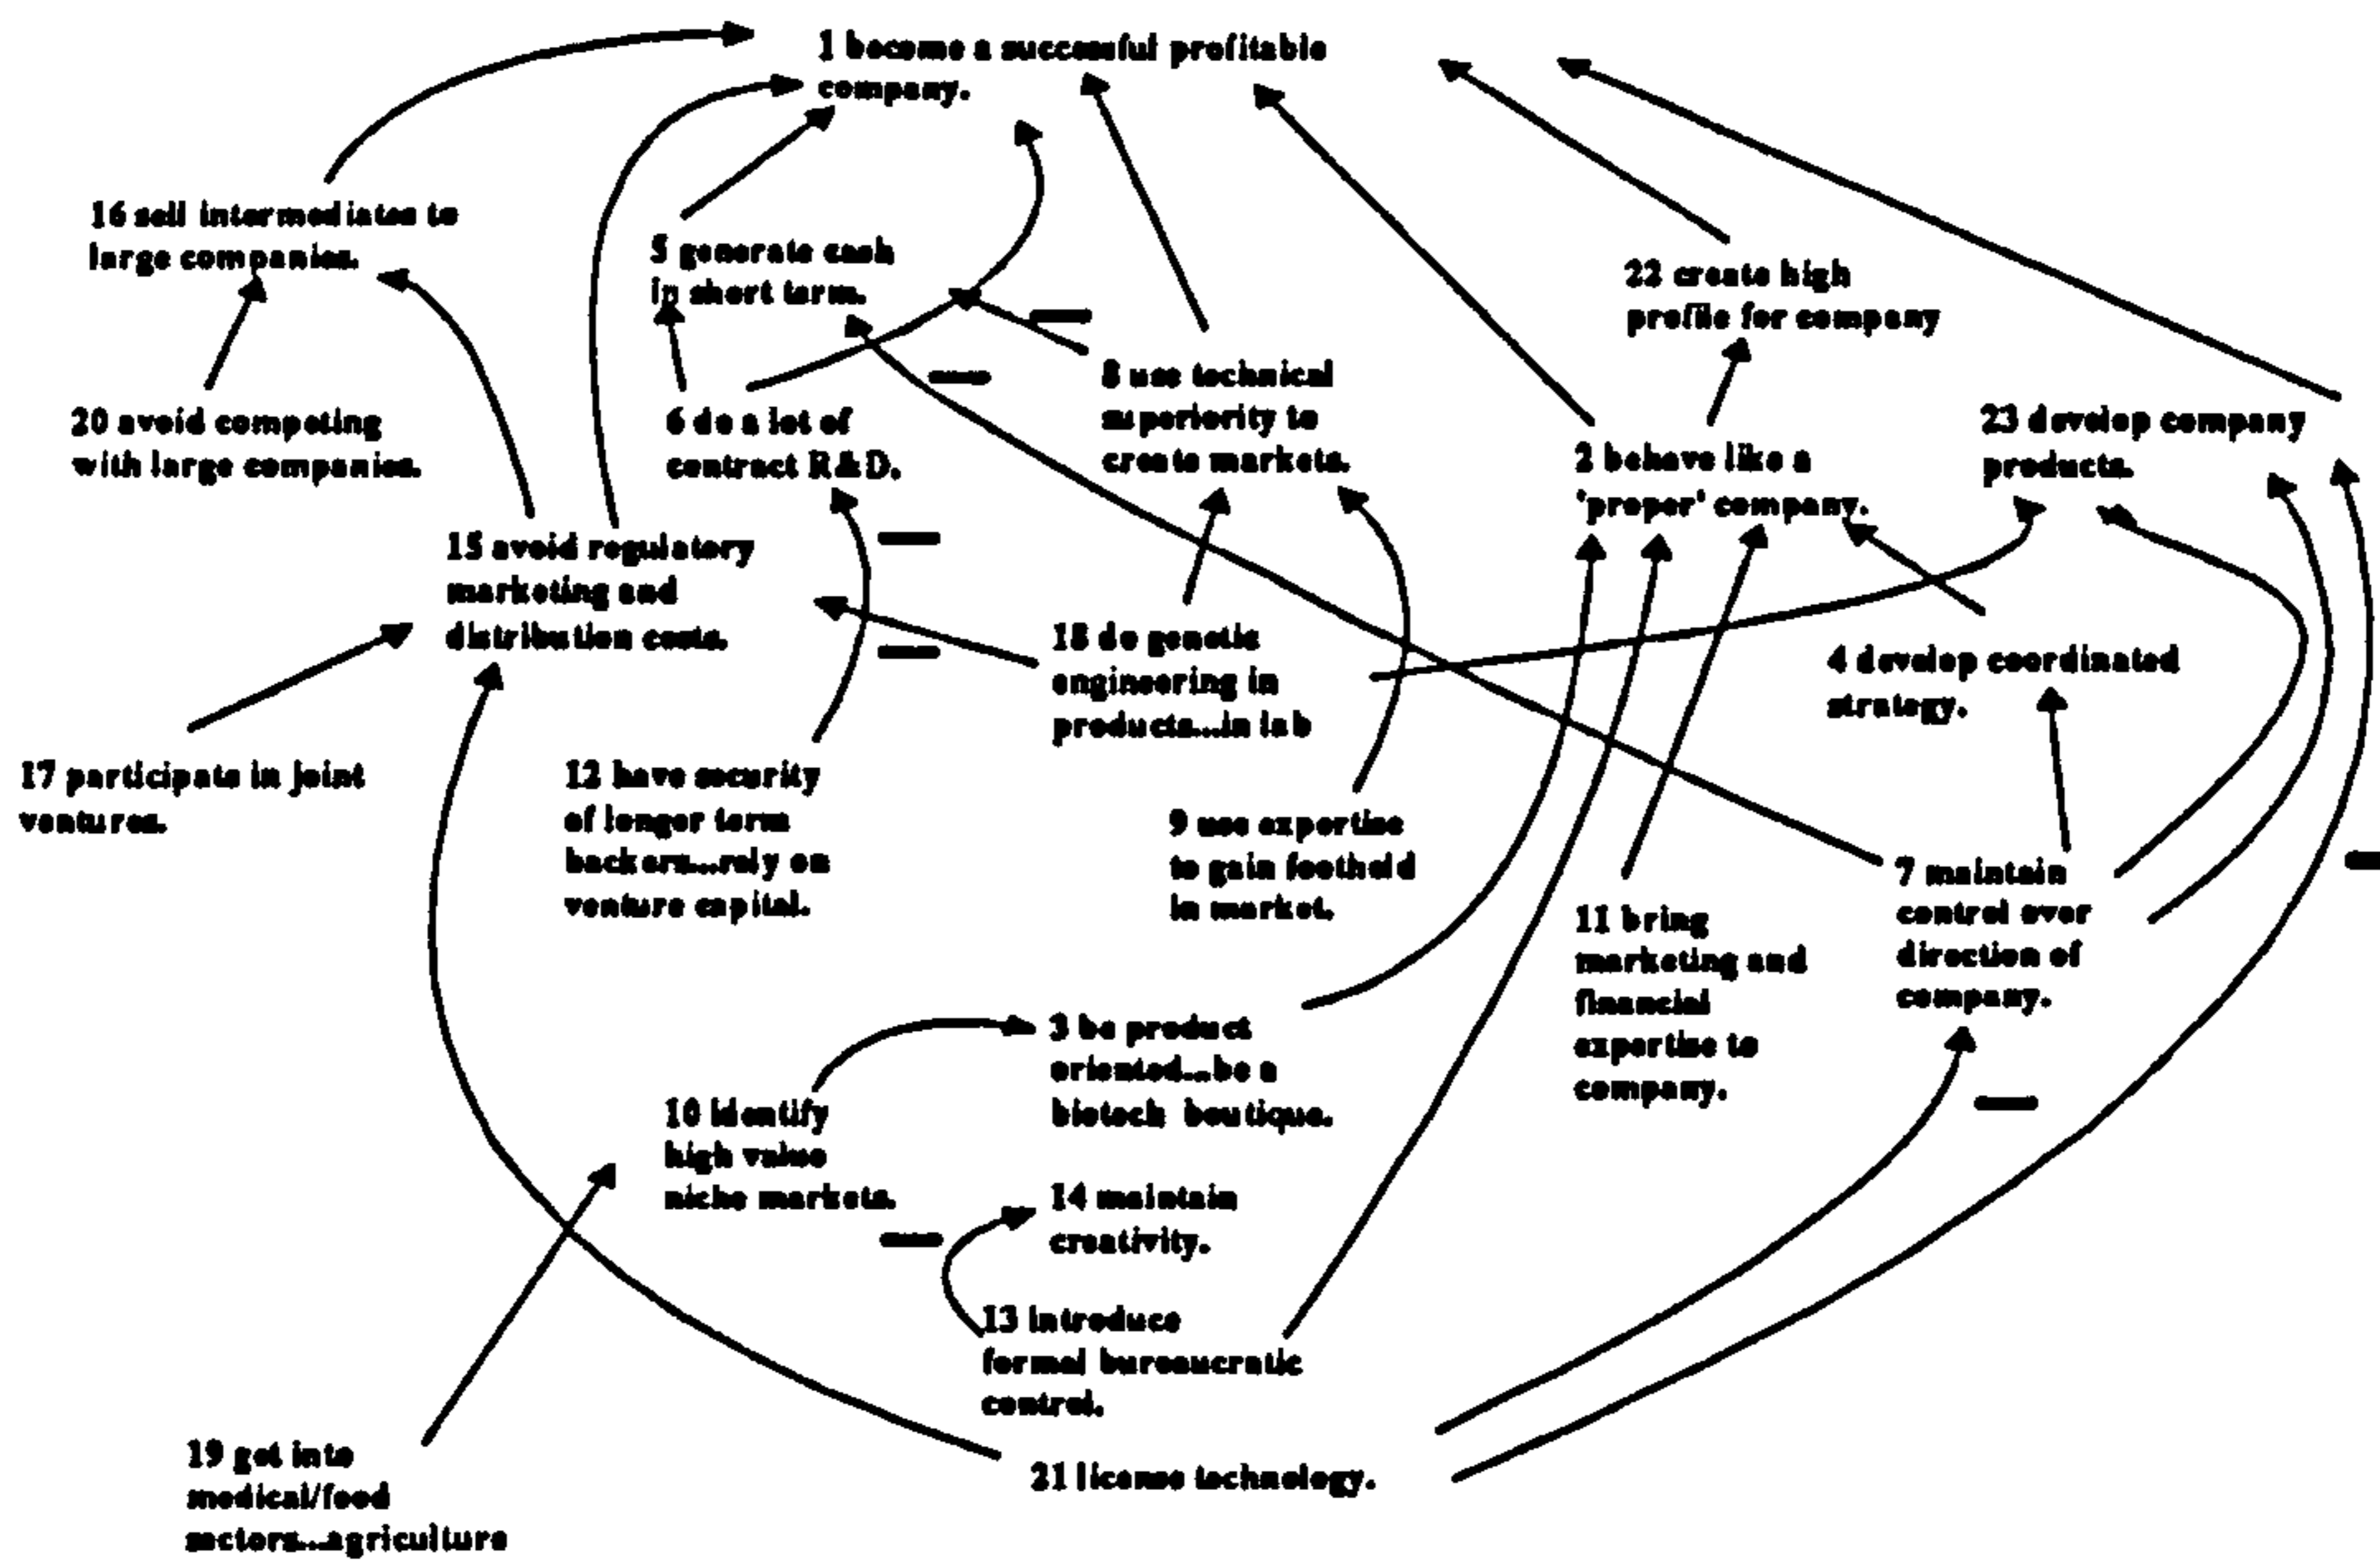 1 become a successful profitable
company.
16 sell intermediates to
large companies.
5 generate cash
in short term.
22 create high
profile for company
20 avoid competing
with large companies.
6 do a lot of
contract R&D.
8 use technical
superiority to
create markets.
2 behave like a
'proper' company.
23 develop company
products.
15 avoid regulatory
marketing and
distribution costs.
18 do genetic
engineering in
products...in lab
4 develop coordinated
strategy.
17 participate in joint
ventures.
12 have security
of longer term
backers...rely on
venture capital.
9 use expertise
to gain foothold
in market.
11 bring
marketing and
financial
expertise to
company.
7 maintain
control over
direction of
company.
10 identify
high value
niche markets.
3 be product
oriented...be a
biotech boutique.
14 maintain
creativity.
13 introduce
formal bureaucratic
control.
19 get into
medical/food
sectors...agriculture
21 license technology.